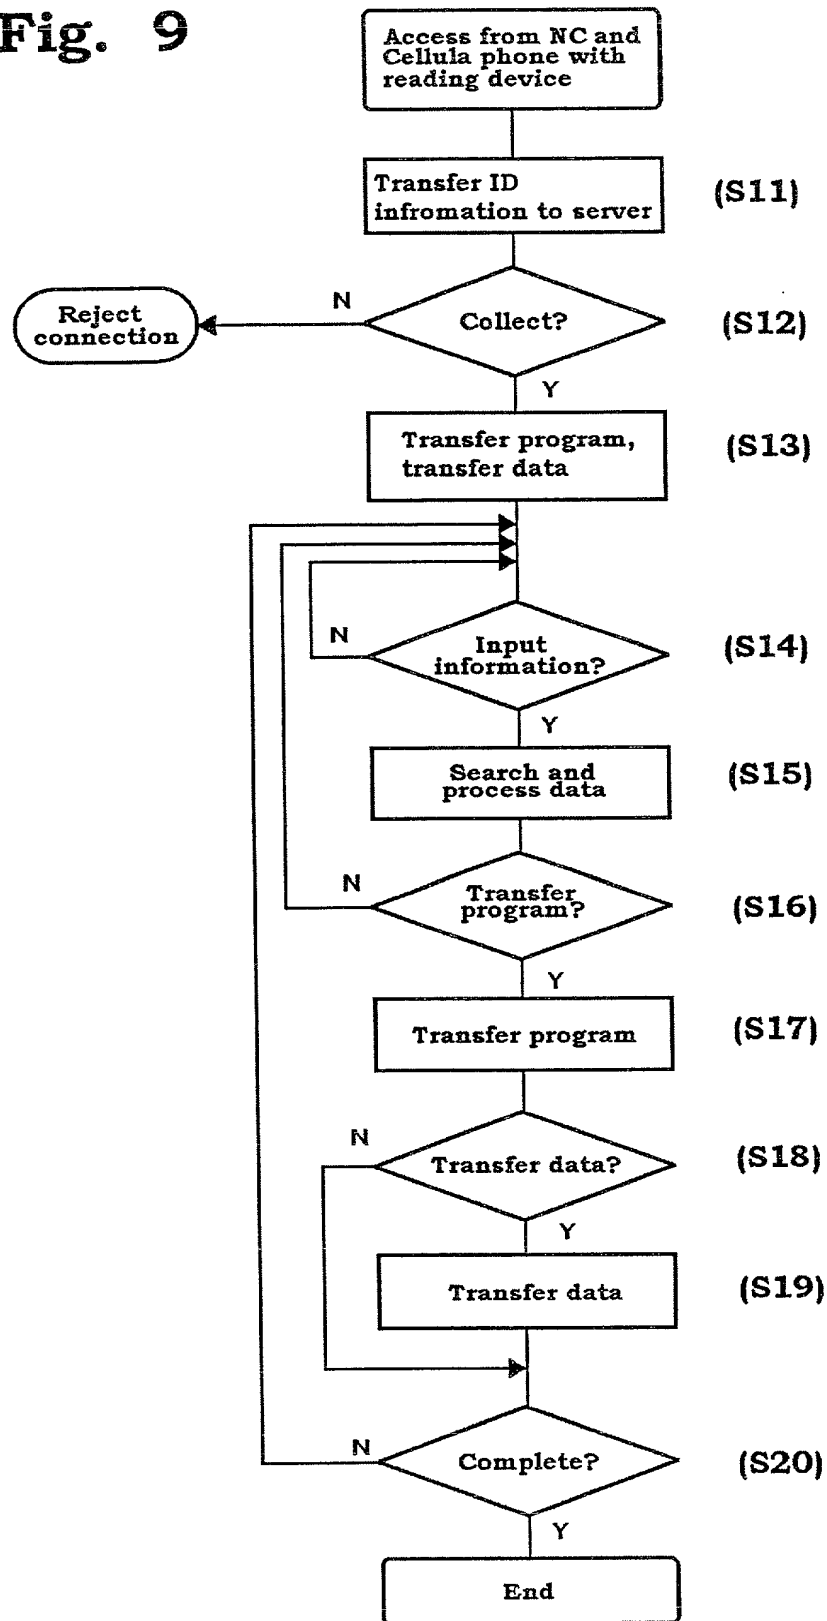 Fig. 9
Access from NC and
Cellula phone with
reading device
Transfer ID
infromation to server
(S11)
Collect?
(S12)
N
Reject
connection
Y
Transfer program,
transfer data
(S13)
Input
information?
(S14)
N
Y
Search and
process data
(S15)
Transfer
program?
(S16)
N
Y
Transfer program
(S17)
Transfer data?
(S18)
N
Y
Transfer data
(S19)
Complete?
(S20)
N
Y
End